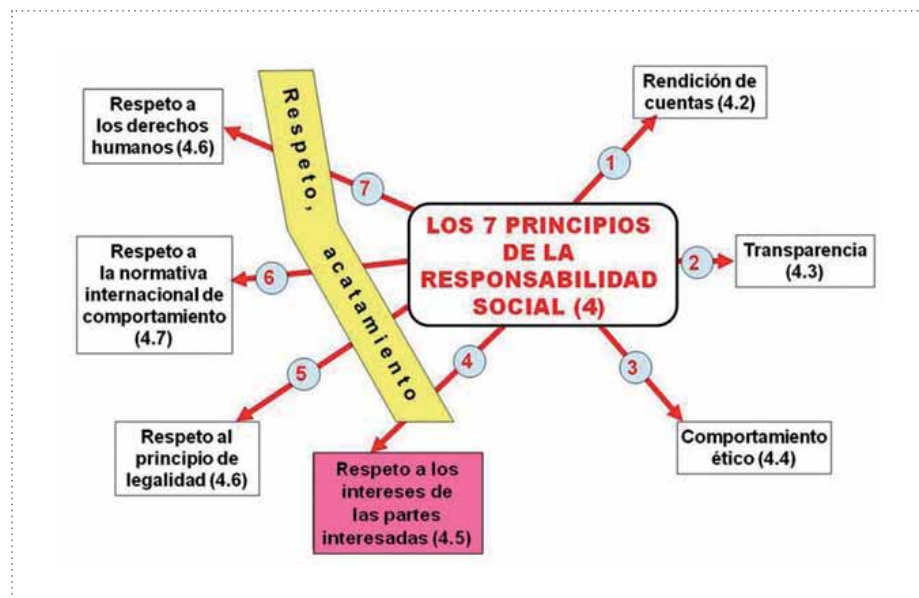 LOS 7 PRINCIPIOS
DE LA
RESPONSABILIDAD
SOCIAL (4)
1
Rendición de
cuentas (4.2)
2
Transparencia
(4.3)
3
Comportamiento
ético (4.4)
4
Respeto a los
intereses de
las partes
interesadas (4.5)
5
Respeto al
principio de
legalidad (4.6)
6
Respeto a
la normativa
internacional de
comportamiento
(4.7)
7
Respeto a
los derechos
humanos (4.6)
Respeto,
acatamiento